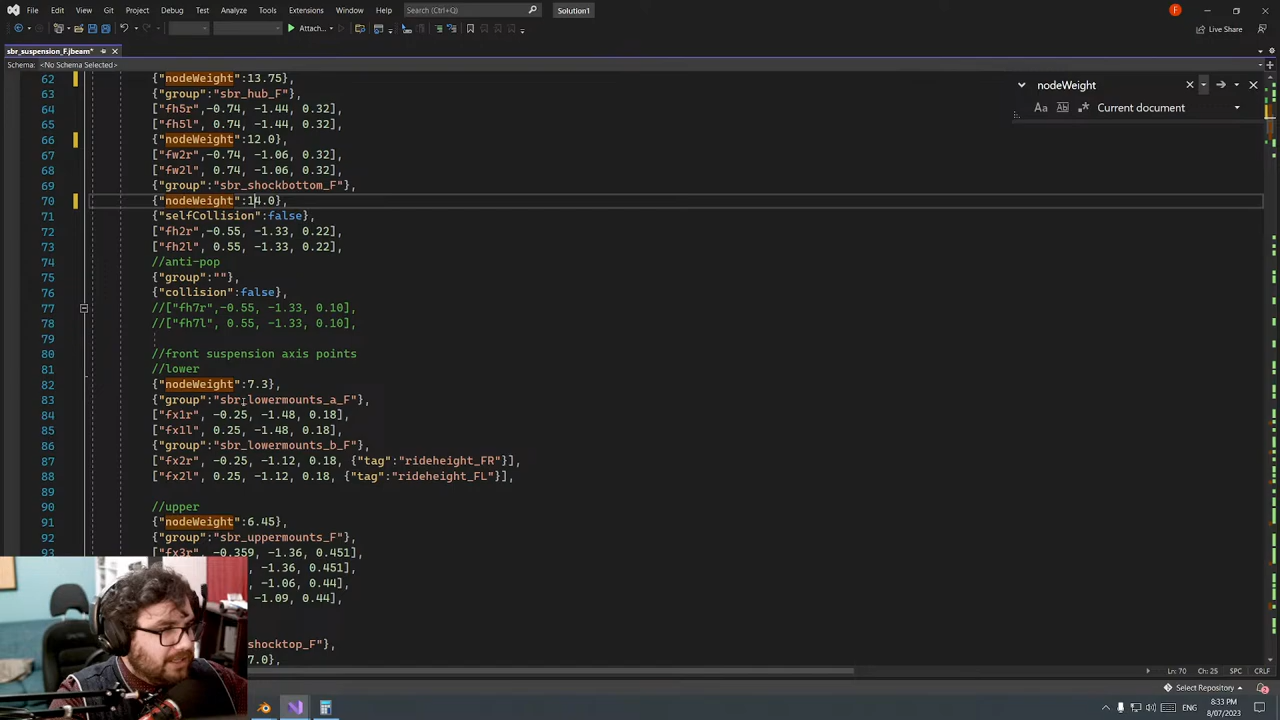 File Edit View Git Project Debug Test Analyze Tools Extensions Window Help Search (Ctrl+Q) Solution1 F
Attach... Live Share
sbr_suspension_F.jbeam*
Schema: <No Schema Selected>
nodeWeight
Aa Ab Current document
62 {"nodeWeight":13.75},
63 {"group":"sbr_hub_F"},
64 ["fh5r",-0.74, -1.44, 0.32],
65 ["fh5l", 0.74, -1.44, 0.32],
66 {"nodeWeight":12.0},
67 ["fw2r",-0.74, -1.06, 0.32],
68 ["fw2l", 0.74, -1.06, 0.32],
69 {"group":"sbr_shockbottom_F"},
70 {"nodeWeight":14.0},
71 {"selfCollision":false},
72 ["fh2r",-0.55, -1.33, 0.22],
73 ["fh2l", 0.55, -1.33, 0.22],
74 //anti-pop
75 {"group":""},
76 {"collision":false},
77 //["fh7r",-0.55, -1.33, 0.10],
78 //["fh7l", 0.55, -1.33, 0.10],
79
80 //front suspension axis points
81 //lower
82 {"nodeWeight":7.3},
83 {"group":"sbr_lowermounts_a_F"},
84 ["fx1r", -0.25, -1.48, 0.18],
85 ["fx1l", 0.25, -1.48, 0.18],
86 {"group":"sbr_lowermounts_b_F"},
87 ["fx2r", -0.25, -1.12, 0.18, {"tag":"rideheight_FR"}],
88 ["fx2l", 0.25, -1.12, 0.18, {"tag":"rideheight_FL"}],
89
90 //upper
91 {"nodeWeight":6.45},
92 {"group":"sbr_uppermounts_F"},
93 ["fx3r", -0.359, -1.36, 0.451],
-1.36, 0.451],
-1.06, 0.44],
-1.09, 0.44],
shocktop_F"},
7.0},
Ln: 70 Ch: 25 SPC CRLF
Select Repository 2
ENG 8:33 PM
8/07/2023